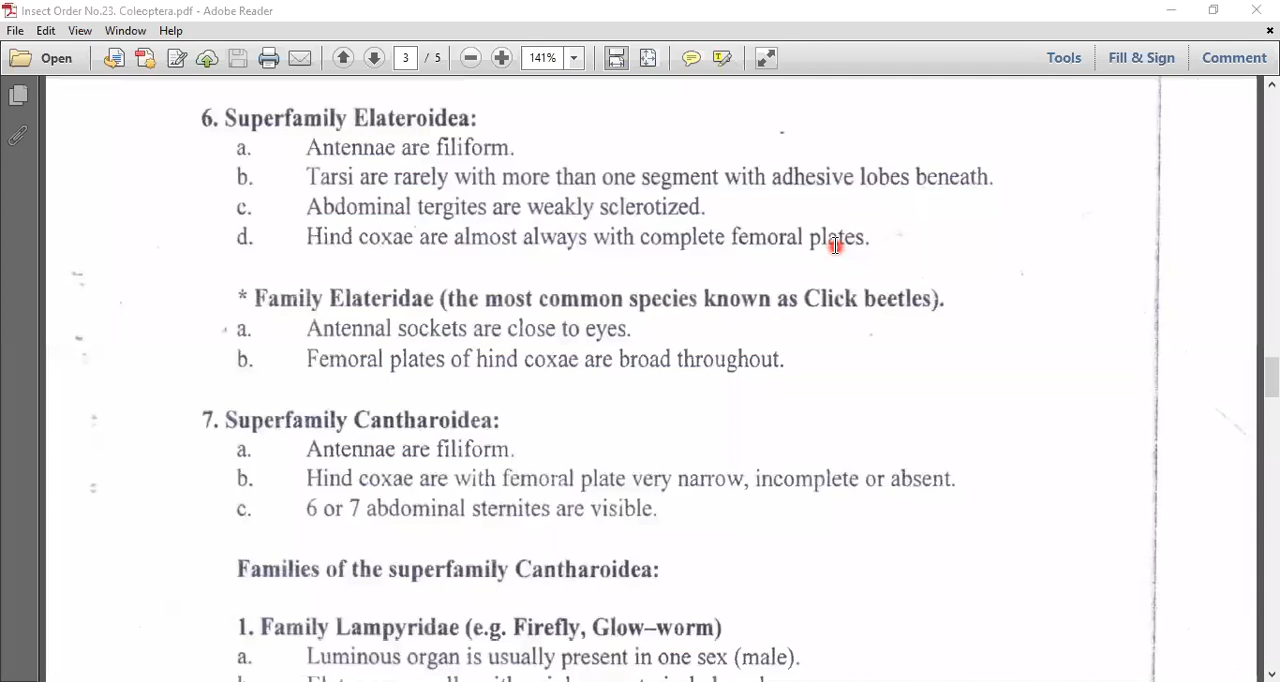 Insect Order No.23. Coleoptera.pdf - Adobe Reader
File Edit View Window Help
Open 3 / 5 141% Tools Fill & Sign Comment
6. Superfamily Elateroidea:
a. Antennae are filiform.
b. Tarsi are rarely with more than one segment with adhesive lobes beneath.
c. Abdominal tergites are weakly sclerotized.
d. Hind coxae are almost always with complete femoral plates.
* Family Elateridae (the most common species known as Click beetles).
a. Antennal sockets are close to eyes.
b. Femoral plates of hind coxae are broad throughout.
7. Superfamily Cantharoidea:
a. Antennae are filiform.
b. Hind coxae are with femoral plate very narrow, incomplete or absent.
c. 6 or 7 abdominal sternites are visible.
Families of the superfamily Cantharoidea:
1. Family Lampyridae (e.g. Firefly, Glow–worm)
a. Luminous organ is usually present in one sex (male).